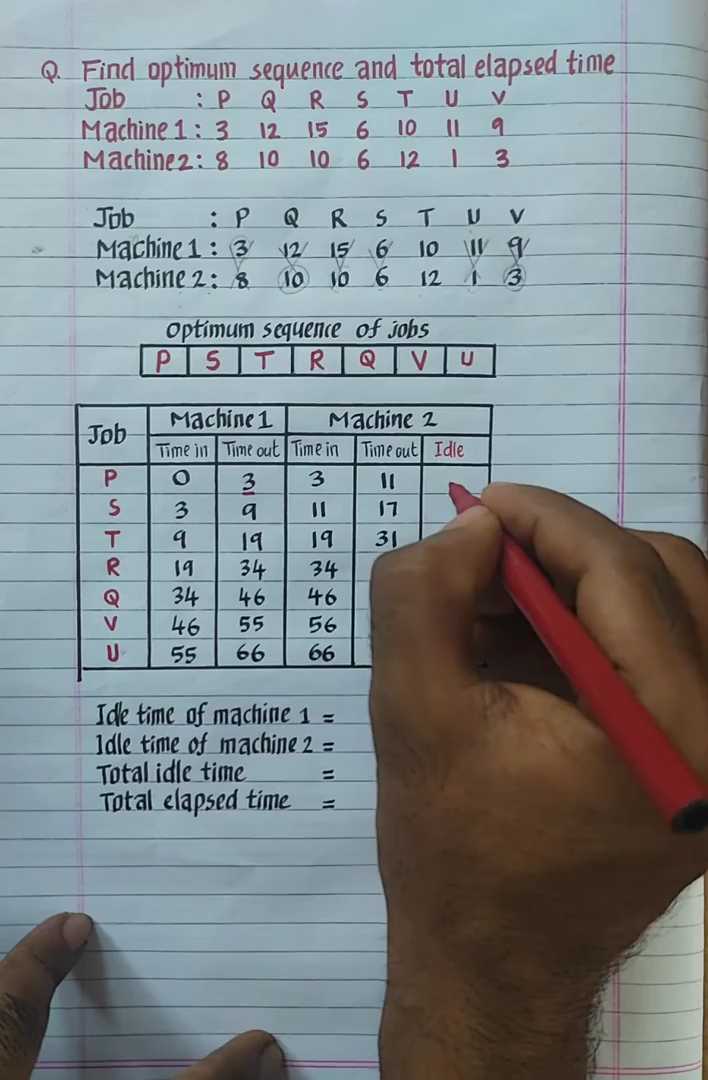 Q. Find optimum sequence and total elapsed time
Job : P Q R S T U V
Machine 1 : 3 12 15 6 10 11 9
Machine 2 : 8 10 10 6 12 1 3
Job : P Q R S T U V
Machine 1 : 3 12 15 6 10 11 9
Machine 2 : 8 10 10 6 12 1 3
Optimum sequence of jobs
P S T R Q V U
Job Machine 1 Machine 2
Time in Time out Time in Time out Idle
P 0 3 3 11
S 3 9 11 17
T 9 19 19 31
R 19 34 34
Q 34 46 46
V 46 55 56
U 55 66 66
Idle time of machine 1 =
Idle time of machine 2 =
Total idle time =
Total elapsed time =